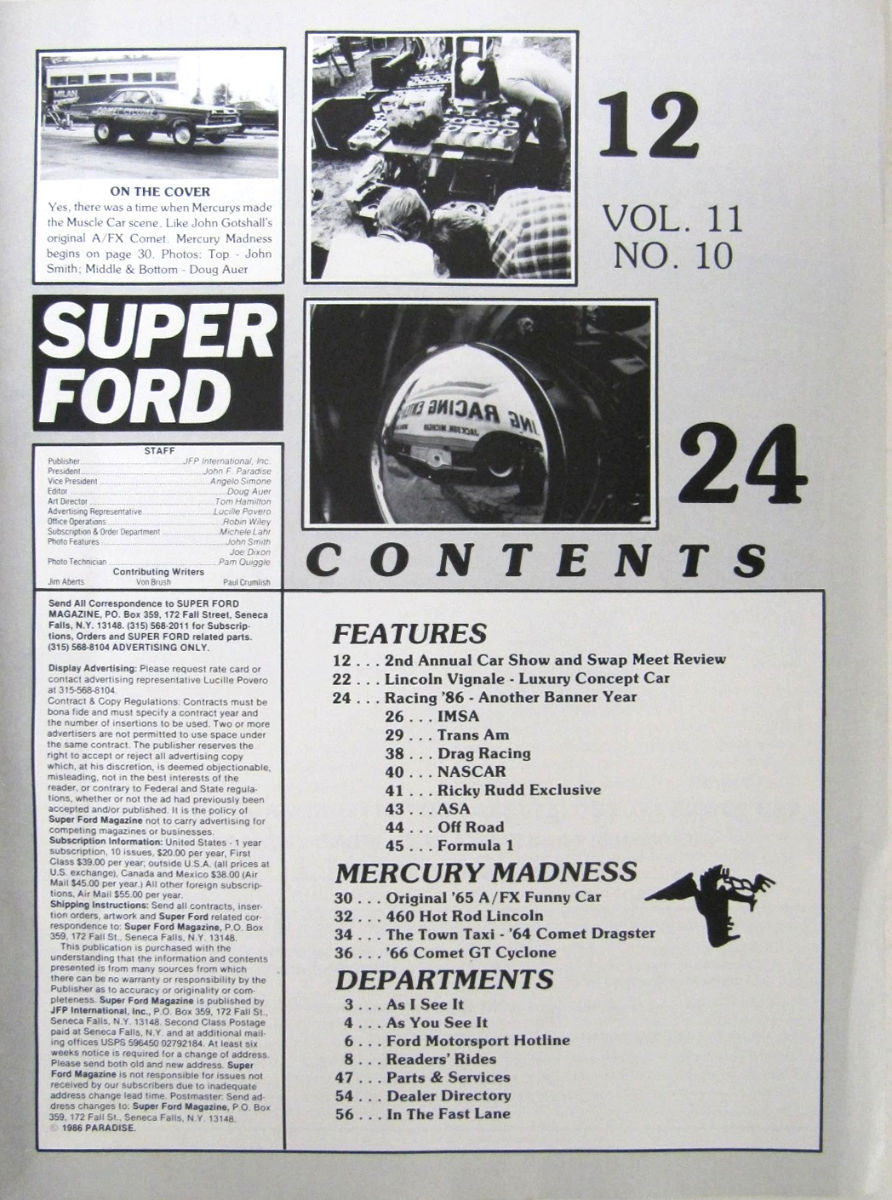 MILAN
COMET CYCLONE
ON THE COVER
Yes, there was a time when Mercurys made
the Muscle Car scene. Like John Gotshall's
original A/FX Comet. Mercury Madness
begins on page 30. Photos: Top - John
Smith; Middle & Bottom - Doug Auer
12
VOL. 11
NO. 10
SUPER
FORD
RACING
JACKSON, MICHIGAN
24
STAFF
Publisher JFP International, Inc.
President John F. Paradise
Vice President Angelo Simone
Editor Doug Auer
Art Director Tom Hamilton
Advertising Representative Lucille Povero
Office Operations Robin Wiley
Subscription & Order Department Michele Lahr
Photo Features John Smith
Joe Dixon
Photo Technician Pam Quiggle
Contributing Writers
Jim Aberts Von Brush Paul Crumlish
CONTENTS
Send All Correspondence to SUPER FORD
MAGAZINE, PO. Box 359, 172 Fall Street, Seneca
Falls, N.Y. 13148. (315) 568-2011 for Subscrip-
tions, Orders and SUPER FORD related parts.
(315) 568-8104 ADVERTISING ONLY.
Display Advertising: Please request rate card or
contact advertising representative Lucille Povero
at 315-568-8104.
Contract & Copy Regulations: Contracts must be
bona fide and must specify a contract year and
the number of insertions to be used. Two or more
advertisers are not permitted to use space under
the same contract. The publisher reserves the
right to accept or reject all advertising copy
which, at his discretion, is deemed objectionable,
misleading, not in the best interests of the
reader, or contrary to Federal and State regula-
tions, whether or not the ad had previously been
accepted and/or published. It is the policy of
Super Ford Magazine not to carry advertising for
competing magazines or businesses.
Subscription Information: United States - 1 year
subscription, 10 issues, $20.00 per year, First
Class $39.00 per year; outside U.S.A. (all prices at
U.S. exchange), Canada and Mexico $38.00 (Air
Mail $45.00 per year.) All other foreign subscrip-
tions, Air Mail $55.00 per year.
Shipping Instructions: Send all contracts, inser-
tion orders, artwork and Super Ford related cor-
respondence to: Super Ford Magazine, P.O. Box
359, 172 Fall St., Seneca Falls, N.Y. 13148.
This publication is purchased with the
understanding that the information and contents
presented is from many sources from which
there can be no warranty or responsibility by the
Publisher as to accuracy or originality or com-
pleteness. Super Ford Magazine is published by
JFP International, Inc., P.O. Box 359, 172 Fall St.,
Seneca Falls, N.Y. 13148. Second Class Postage
paid at Seneca Falls, N.Y. and at additional mail-
ing offices USPS 596450 02792184. At least six
weeks notice is required for a change of address.
Please send both old and new address. Super
Ford Magazine is not responsible for issues not
received by our subscribers due to inadequate
address change lead time. Postmaster: Send ad-
dress changes to: Super Ford Magazine, P.O. Box
359, 172 Fall St., Seneca Falls, N.Y. 13148.
© 1986 PARADISE.
FEATURES
12 . . . 2nd Annual Car Show and Swap Meet Review
22 . . . Lincoln Vignale - Luxury Concept Car
24 . . . Racing '86 - Another Banner Year
26 . . . IMSA
29 . . . Trans Am
38 . . . Drag Racing
40 . . . NASCAR
41 . . . Ricky Rudd Exclusive
43 . . . ASA
44 . . . Off Road
45 . . . Formula 1
MERCURY MADNESS
30 . . . Original '65 A/FX Funny Car
32 . . . 460 Hot Rod Lincoln
34 . . . The Town Taxi - '64 Comet Dragster
36 . . . '66 Comet GT Cyclone
DEPARTMENTS
3 . . . As I See It
4 . . . As You See It
6 . . . Ford Motorsport Hotline
8 . . . Readers' Rides
47 . . . Parts & Services
54 . . . Dealer Directory
56 . . . In The Fast Lane